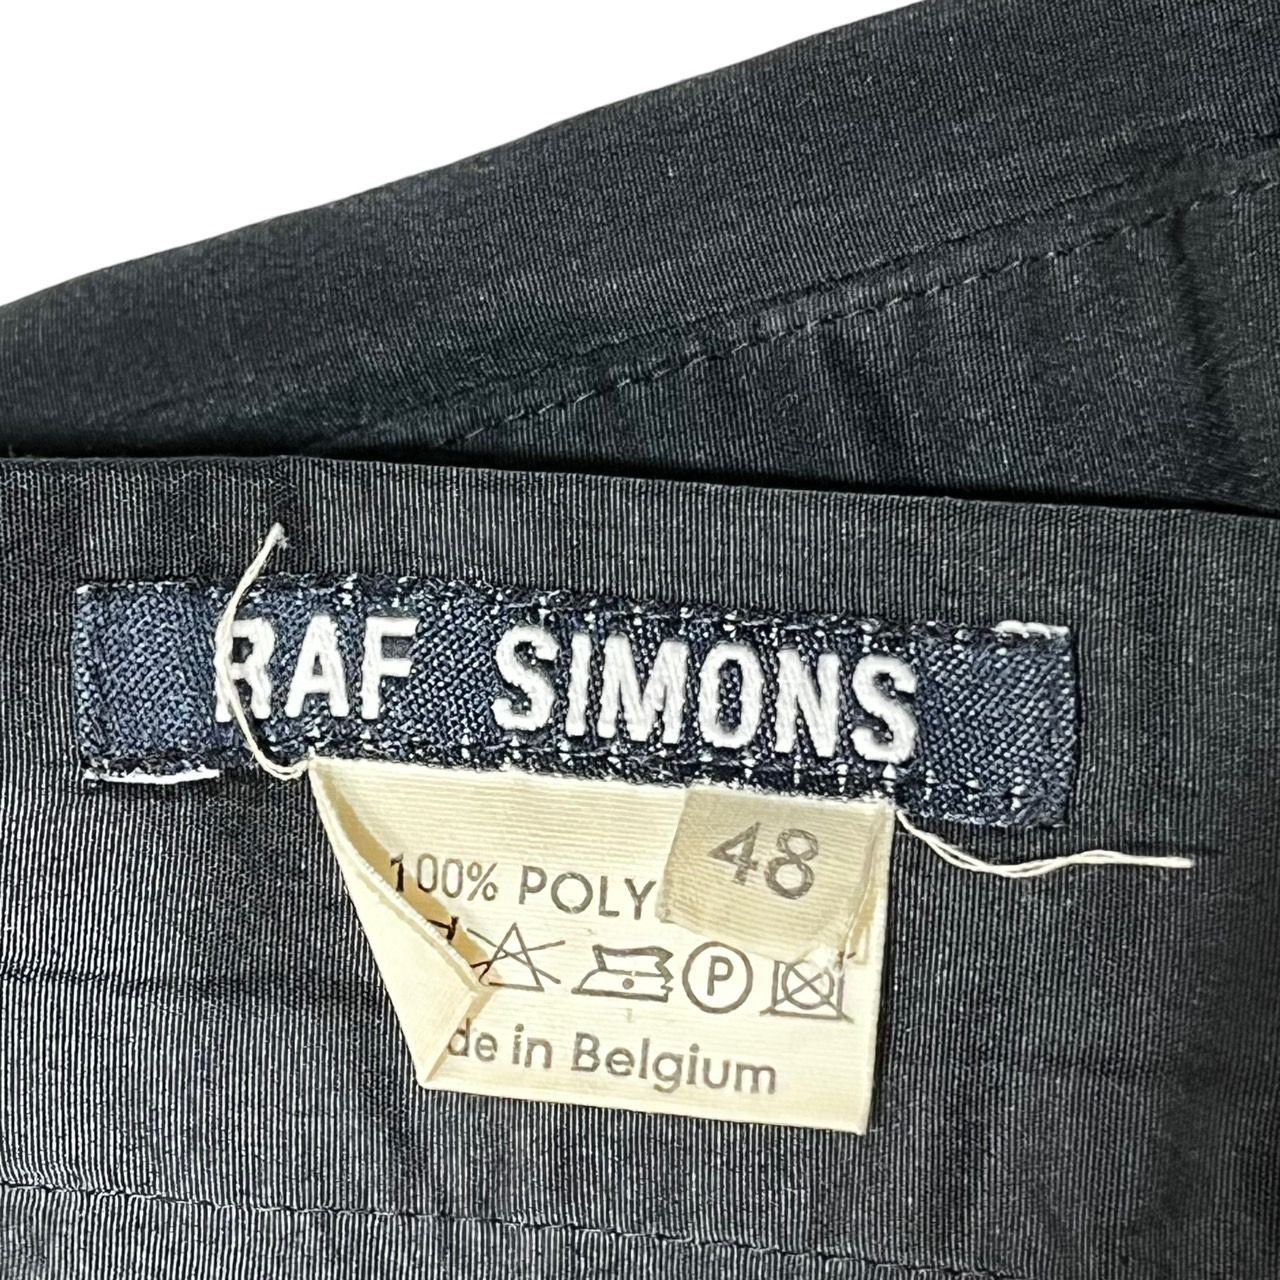 RAF SIMONS
48
100% POLY
P
de in Belgium